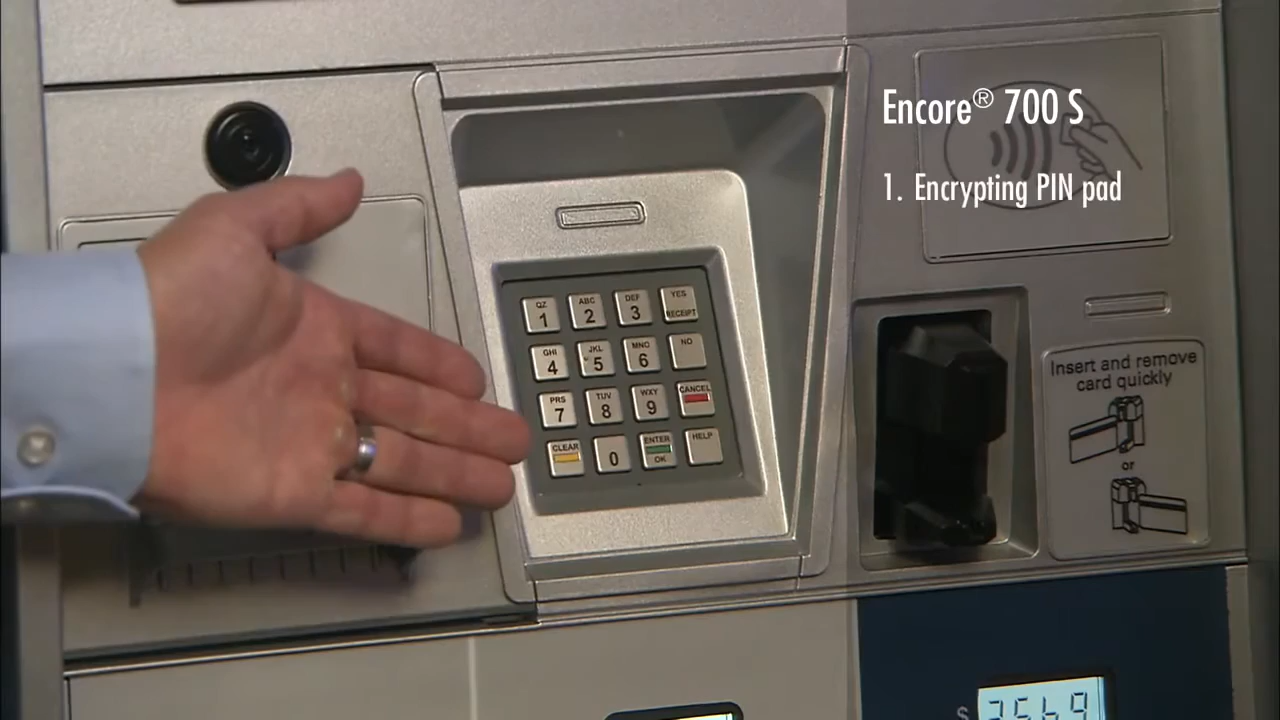 Encore® 700 S
1. Encrypting PIN pad
QZ
1
ABC
2
DEF
3
YES
RECEIPT
GHI
4
JKL
5
MNO
6
NO
PRS
7
TUV
8
WXY
9
CANCEL
CLEAR
0
ENTER
OK
HELP
Insert and remove
card quickly
or
$ 3569